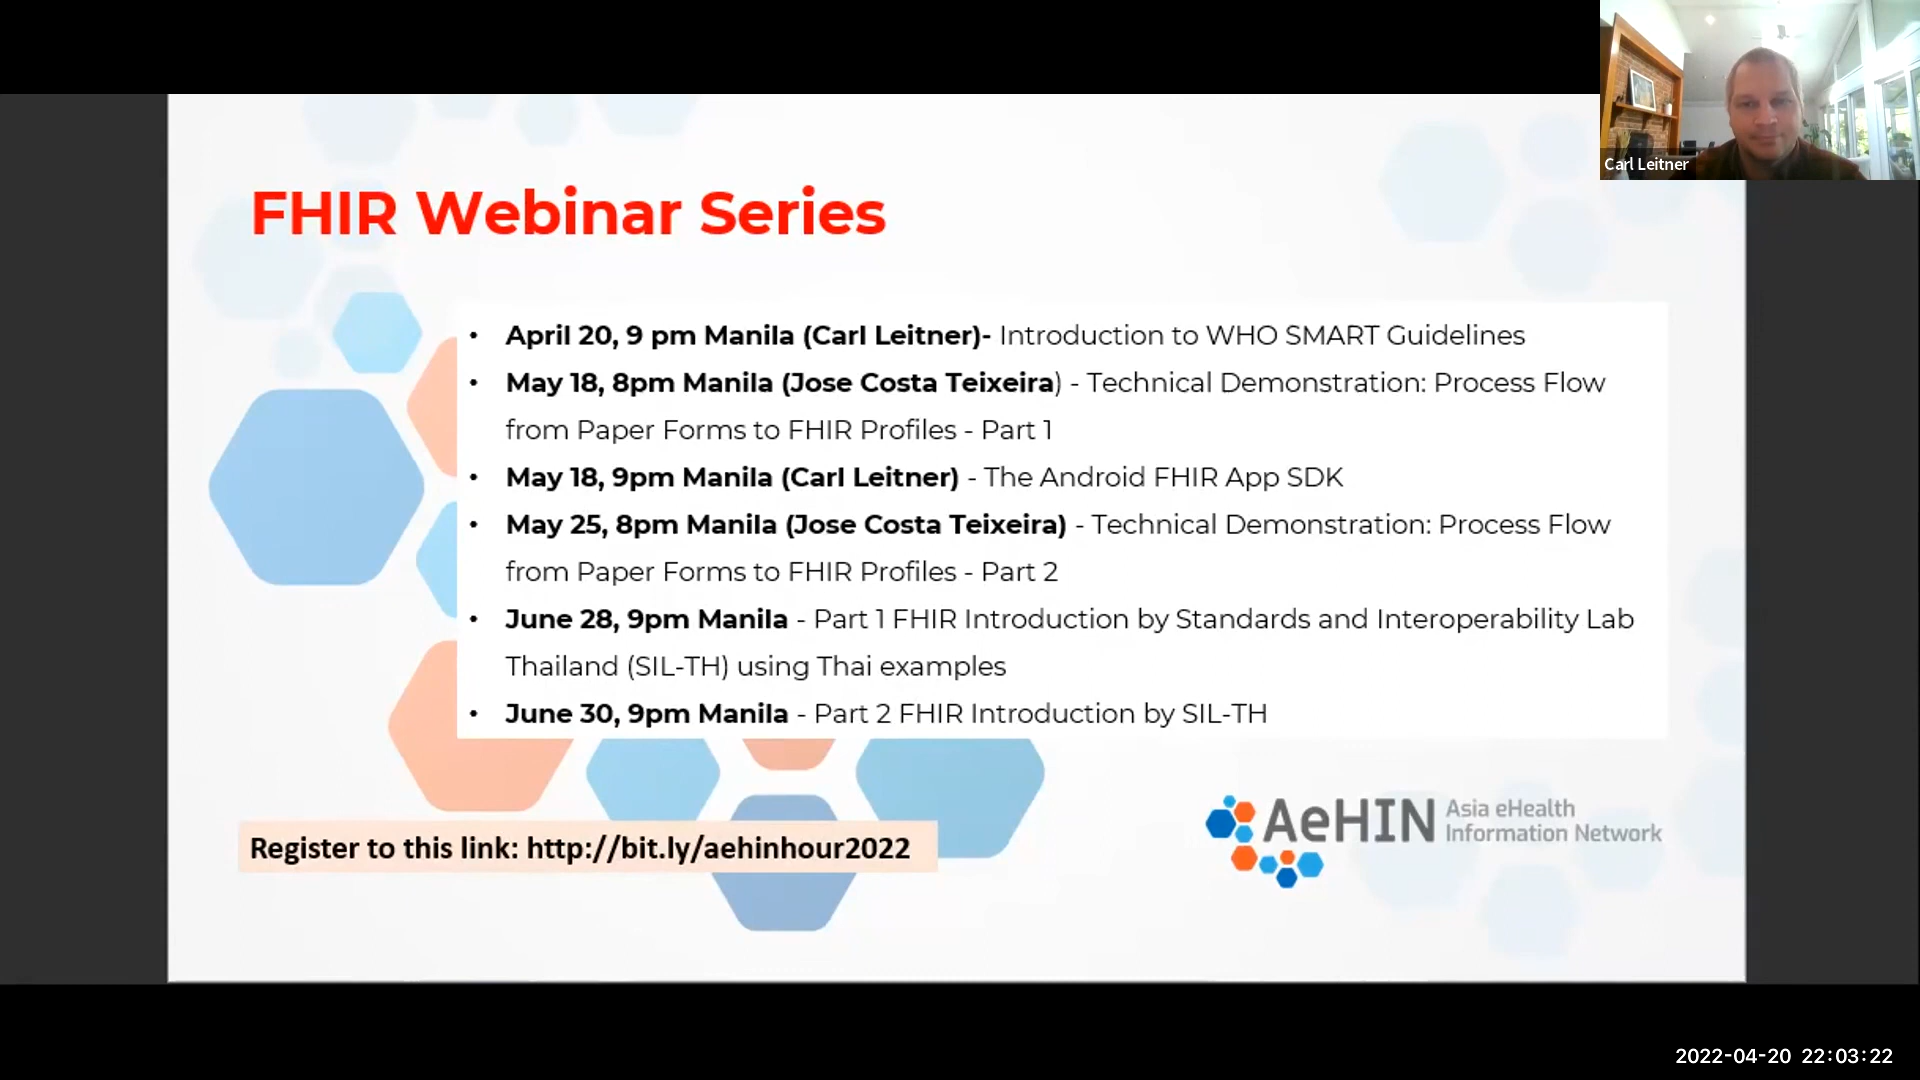 Carl Leitner
FHIR Webinar Series
• April 20, 9 pm Manila (Carl Leitner)- Introduction to WHO SMART Guidelines
• May 18, 8pm Manila (Jose Costa Teixeira) - Technical Demonstration: Process Flow
from Paper Forms to FHIR Profiles - Part 1
• May 18, 9pm Manila (Carl Leitner) - The Android FHIR App SDK
• May 25, 8pm Manila (Jose Costa Teixeira) - Technical Demonstration: Process Flow
from Paper Forms to FHIR Profiles - Part 2
• June 28, 9pm Manila - Part 1 FHIR Introduction by Standards and Interoperability Lab
Thailand (SIL-TH) using Thai examples
• June 30, 9pm Manila - Part 2 FHIR Introduction by SIL-TH
Register to this link: http://bit.ly/aehinhour2022
AeHIN Asia eHealth
Information Network
2022-04-20 22:03:22